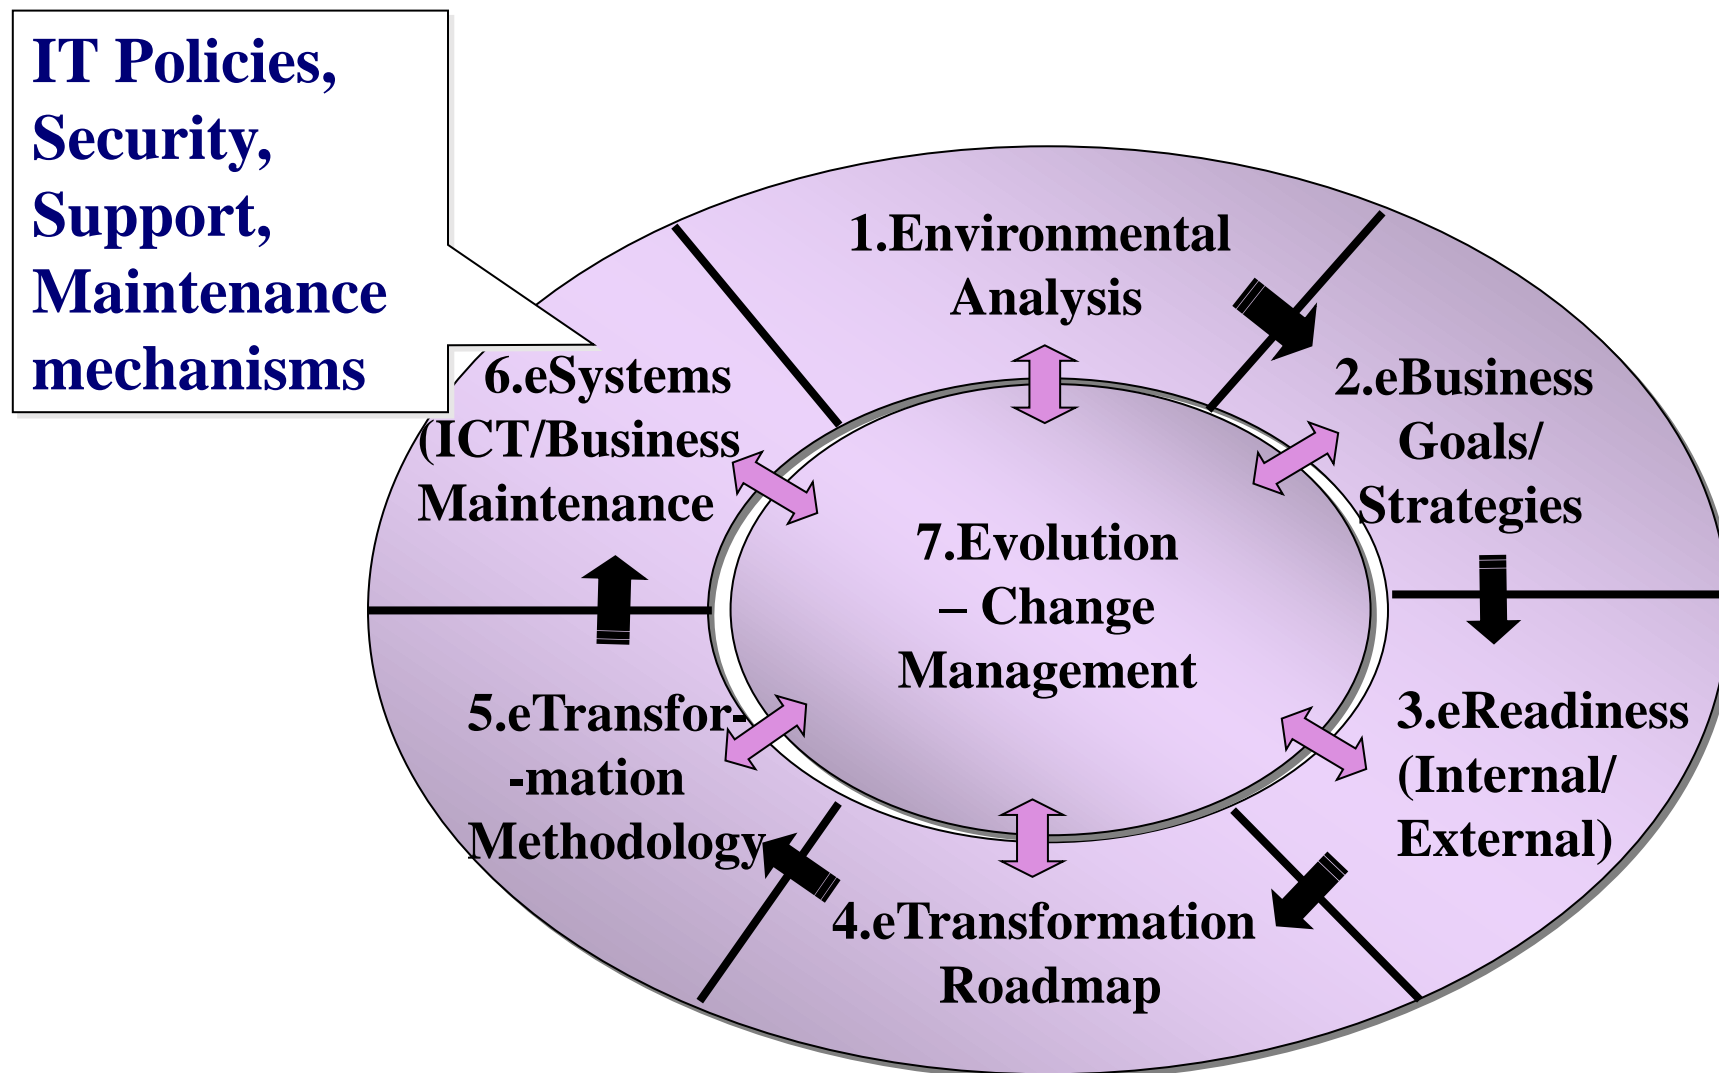 IT Policies,
Security,
Support,
Maintenance
mechanisms
1.Environmental
Analysis
2.eBusiness
Goals/
Strategies
3.eReadiness
(Internal/
External)
4.eTransformation
Roadmap
5.eTransfor-
-mation
Methodology
6.eSystems
(ICT/Business
Maintenance
7.Evolution
– Change
Management